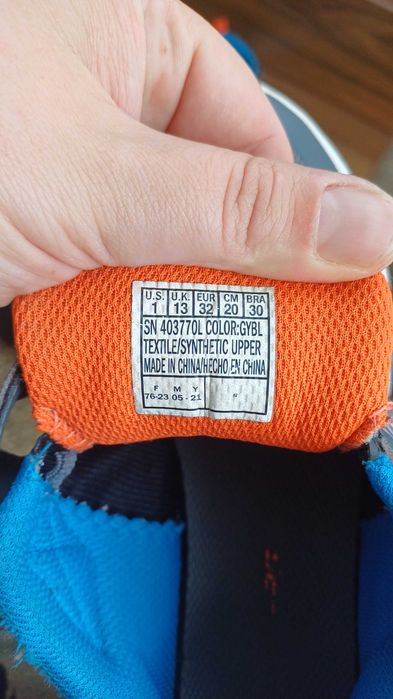 U.S. U.K. EUR CM BRA
1 13 32 20 30
SN 403770L COLOR:GYBL
TEXTILE/SYNTHETIC UPPER
MADE IN CHINA/HECHO EN CHINA
F M Y
76-23 05 - 21